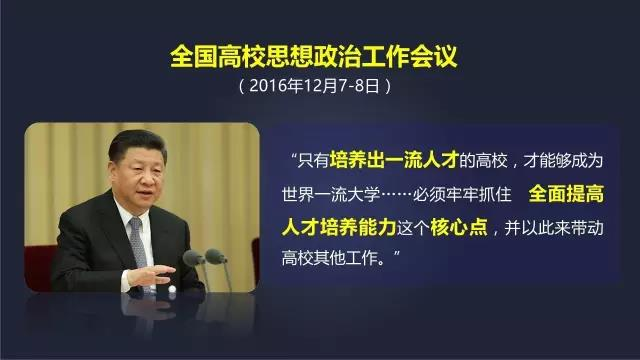 全国高校思想政治工作会议
（2016年12月7-8日）
“只有培养出一流人才的高校，才能够成为
世界一流大学……必须牢牢抓住 全面提高
人才培养能力这个核心点，并以此来带动
高校其他工作。”